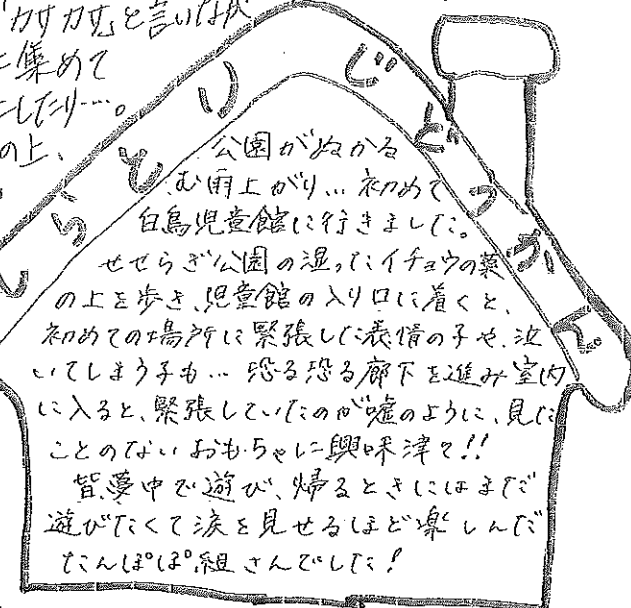 「カサカサ」と言いなが
に集めて
にしたり…。
の上、
しらとりじどうかんで
公園がぬかる
む雨上がり…初めて
白鳥児童館に行きました。
せせらぎ公園の湿ったイチョウの葉
の上を歩き、児童館の入り口に着くと、
初めての場所に緊張した表情の子や、泣
いてしまう子も…恐る恐る廊下を進み室内
に入ると、緊張していたのが嘘のように、見た
ことのないおもちゃに興味津々!!
皆、夢中で遊び、帰るときにはまだ
遊びたくて涙を見せるほど楽しんだ
たんぽぽ組さんでした!